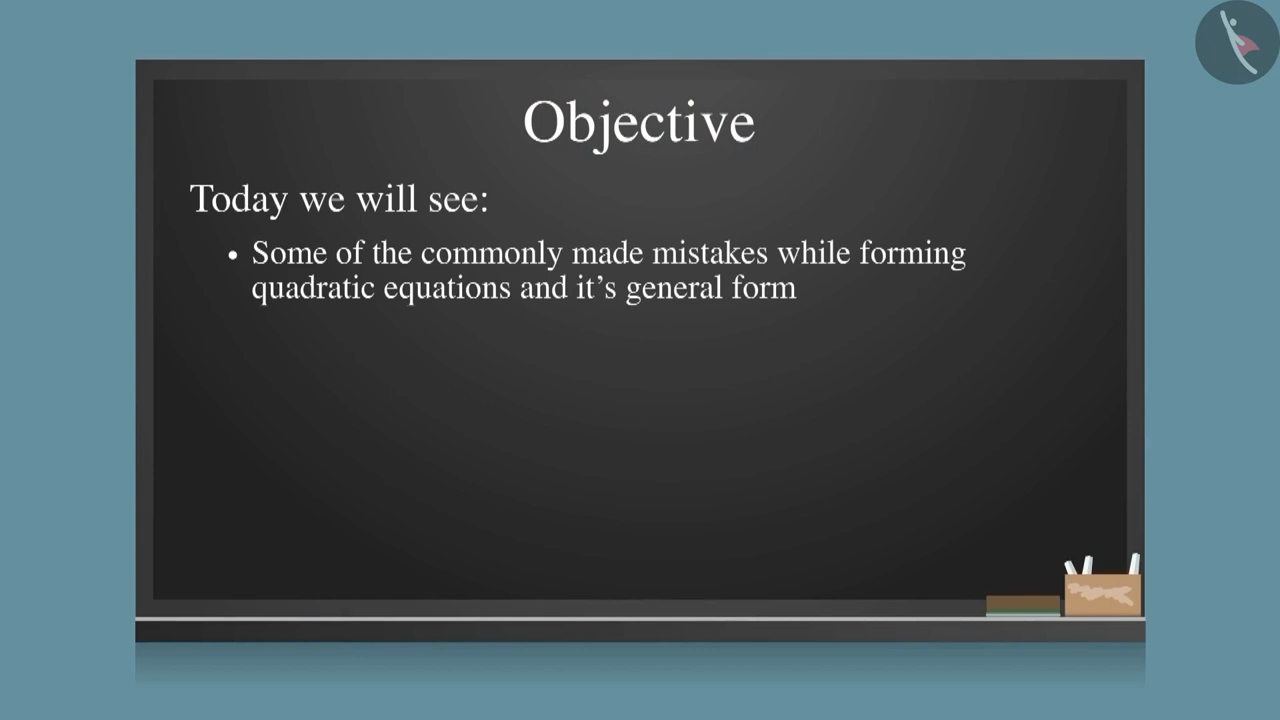 Objective
Today we will see:
• Some of the commonly made mistakes while forming
quadratic equations and it’s general form